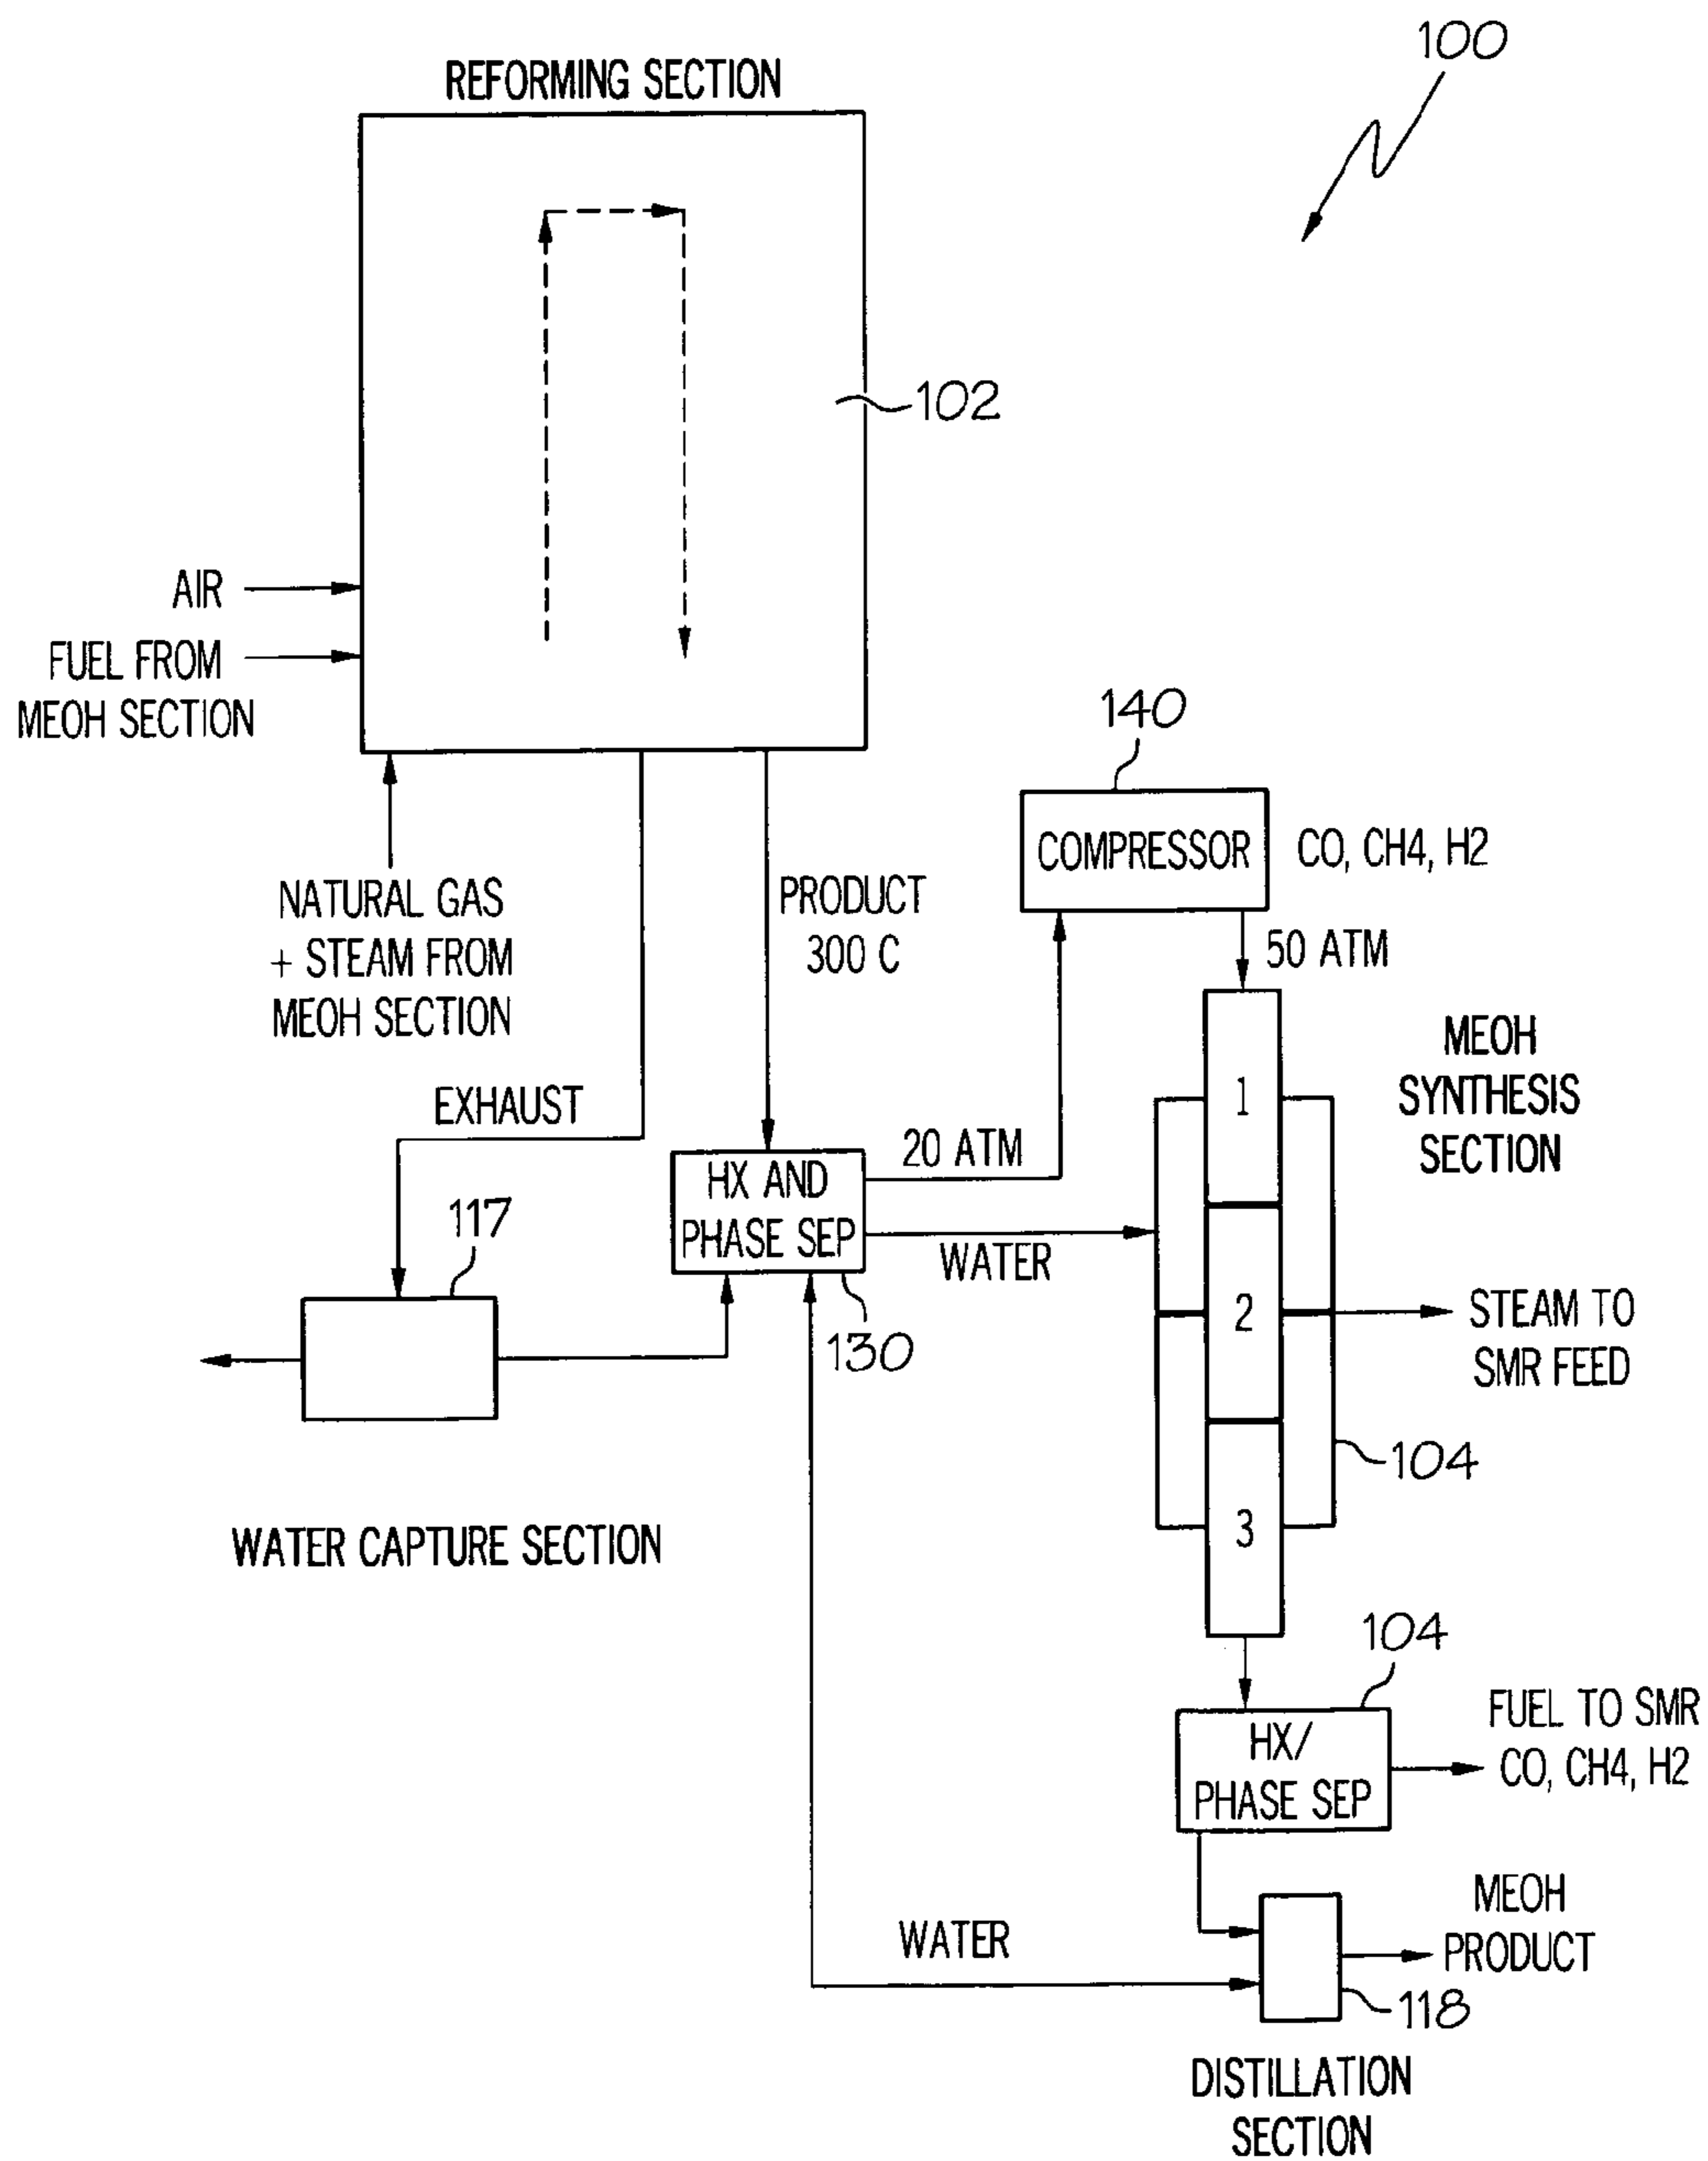 100
REFORMING SECTION
102
AIR
FUEL FROM
MEOH SECTION
NATURAL GAS
+ STEAM FROM
MEOH SECTION
PRODUCT
300 C
140
COMPRESSOR
CO, CH4, H2
50 ATM
MEOH
SYNTHESIS
SECTION
1
2
3
EXHAUST
117
HX AND
PHASE SEP
20 ATM
WATER
130
STEAM TO
SMR FEED
104
WATER CAPTURE SECTION
104
HX/
PHASE SEP
FUEL TO SMR
CO, CH4, H2
WATER
MEOH
PRODUCT
118
DISTILLATION
SECTION